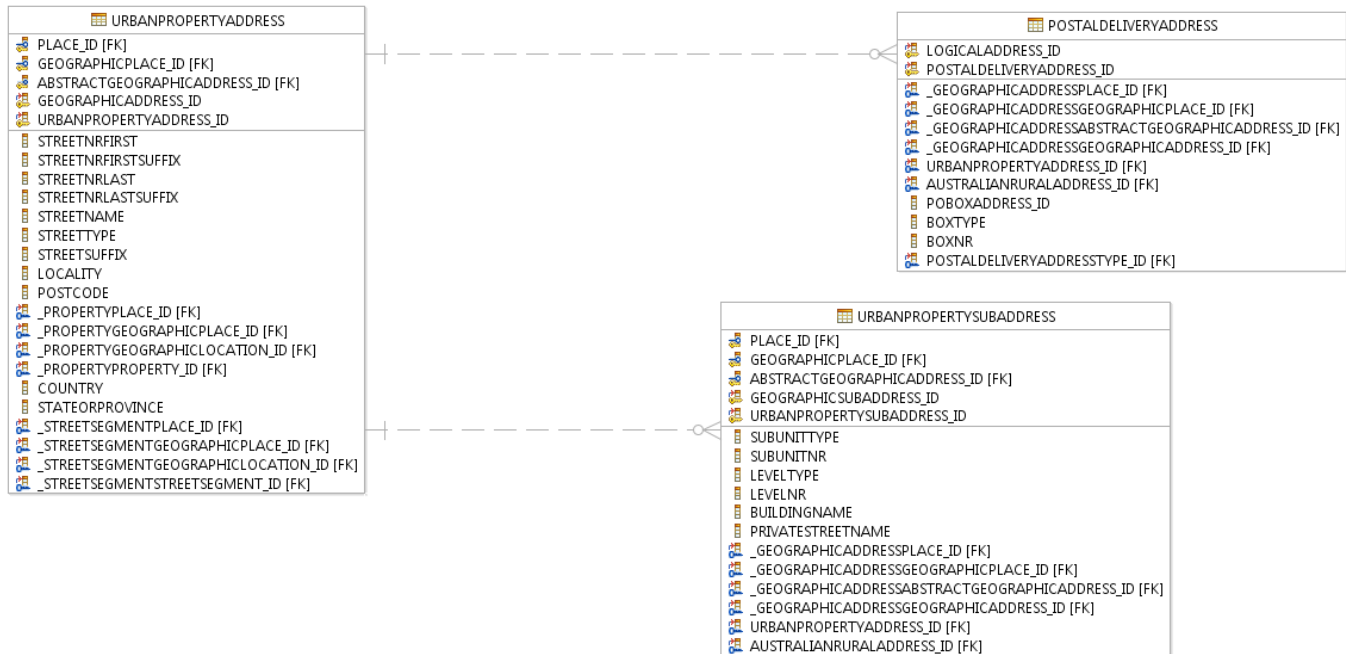 URBANPROPERTYADDRESS
PLACE_ID [FK]
GEOGRAPHICPLACE_ID [FK]
ABSTRACTGEOGRAPHICADDRESS_ID [FK]
GEOGRAPHICADDRESS_ID
URBANPROPERTYADDRESS_ID
STREETNRFIRST
STREETNRFIRSTSUFFIX
STREETNRLAST
STREETNRLASTSUFFIX
STREETNAME
STREETTYPE
STREETSUFFIX
LOCALITY
POSTCODE
_PROPERTYPLACE_ID [FK]
_PROPERTYGEOGRAPHICPLACE_ID [FK]
_PROPERTYGEOGRAPHICLOCATION_ID [FK]
_PROPERTYPROPERTY_ID [FK]
COUNTRY
STATEORPROVINCE
_STREETSEGMENTPLACE_ID [FK]
_STREETSEGMENTGEOGRAPHICPLACE_ID [FK]
_STREETSEGMENTGEOGRAPHICLOCATION_ID [FK]
_STREETSEGMENTSTREETSEGMENT_ID [FK]
POSTALDELIVERYADDRESS
LOGICALADDRESS_ID
POSTALDELIVERYADDRESS_ID
_GEOGRAPHICADDRESSPLACE_ID [FK]
_GEOGRAPHICADDRESSGEOGRAPHICPLACE_ID [FK]
_GEOGRAPHICADDRESSABSTRACTGEOGRAPHICADDRESS_ID [FK]
_GEOGRAPHICADDRESSGEOGRAPHICADDRESS_ID [FK]
URBANPROPERTYADDRESS_ID [FK]
AUSTRALIANRURALADDRESS_ID [FK]
POBOXADDRESS_ID
BOXTYPE
BOXNR
POSTALDELIVERYADDRESSTYPE_ID [FK]
URBANPROPERTYSUBADDRESS
PLACE_ID [FK]
GEOGRAPHICPLACE_ID [FK]
ABSTRACTGEOGRAPHICADDRESS_ID [FK]
GEOGRAPHICSUBADDRESS_ID
URBANPROPERTYSUBADDRESS_ID
SUBUNITTYPE
SUBUNITNR
LEVELTYPE
LEVELNR
BUILDINGNAME
PRIVATESTREETNAME
_GEOGRAPHICADDRESSPLACE_ID [FK]
_GEOGRAPHICADDRESSGEOGRAPHICPLACE_ID [FK]
_GEOGRAPHICADDRESSABSTRACTGEOGRAPHICADDRESS_ID [FK]
_GEOGRAPHICADDRESSGEOGRAPHICADDRESS_ID [FK]
URBANPROPERTYADDRESS_ID [FK]
AUSTRALIANRURALADDRESS_ID [FK]